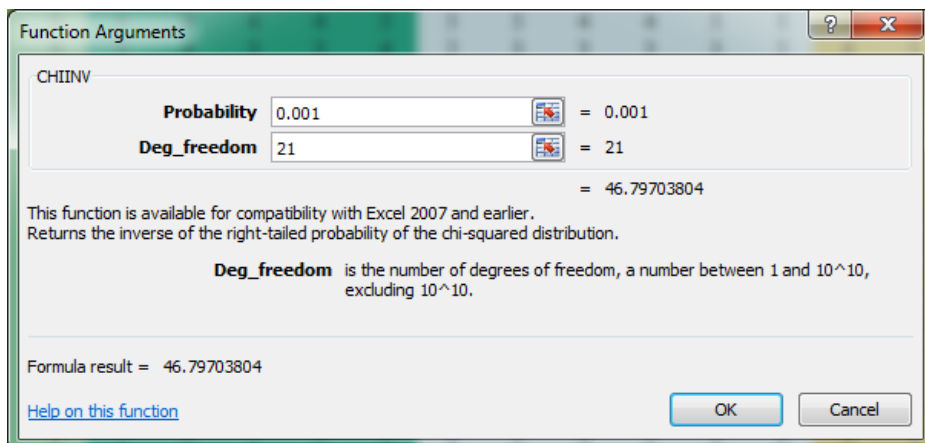 Function Arguments
CHIINV
Probability 0.001 = 0.001
Deg_freedom 21 = 21
= 46.79703804
This function is available for compatibility with Excel 2007 and earlier.
Returns the inverse of the right-tailed probability of the chi-squared distribution.
Deg_freedom is the number of degrees of freedom, a number between 1 and 10^10,
excluding 10^10.
Formula result = 46.79703804
Help on this function OK Cancel